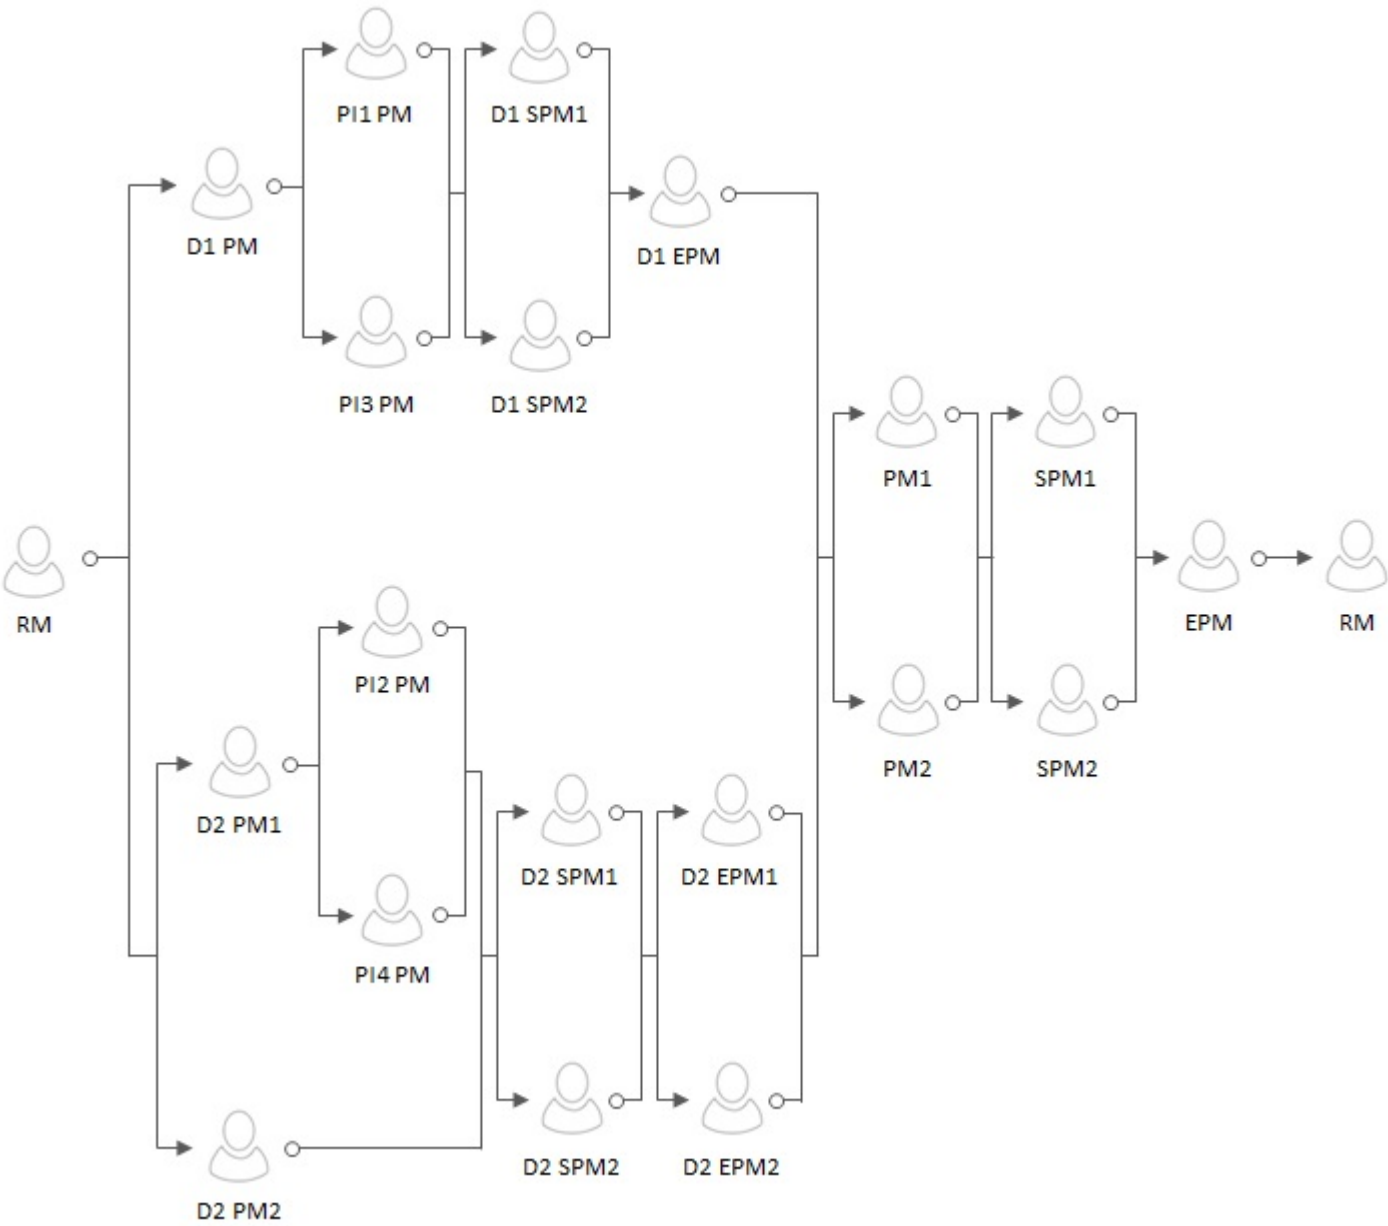 PI1 PM
D1 SPM1
D1 PM
D1 EPM
PI3 PM
D1 SPM2
PM1
SPM1
RM
EPM
RM
PI2 PM
PM2
SPM2
D2 PM1
D2 SPM1
D2 EPM1
PI4 PM
D2 SPM2
D2 EPM2
D2 PM2